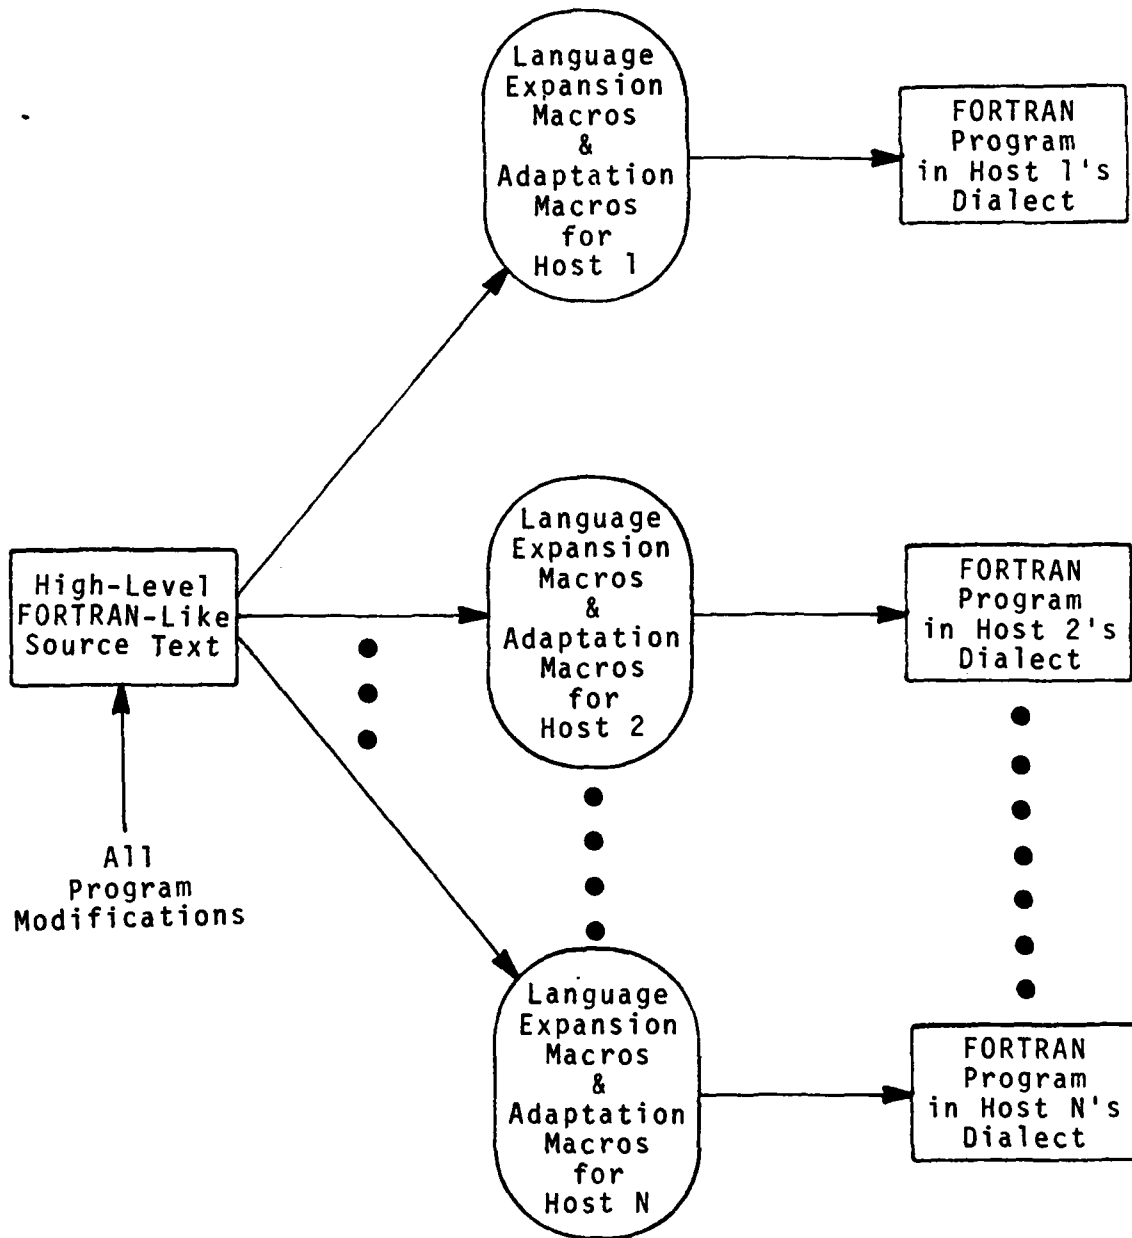 Language
Expansion
Macros
&
Adaptation
Macros
for
Host 1
FORTRAN
Program
in Host 1's
Dialect
High-Level
FORTRAN-Like
Source Text
All
Program
Modifications
Language
Expansion
Macros
&
Adaptation
Macros
for
Host 2
FORTRAN
Program
in Host 2's
Dialect
Language
Expansion
Macros
&
Adaptation
Macros
for
Host N
FORTRAN
Program
in Host N's
Dialect